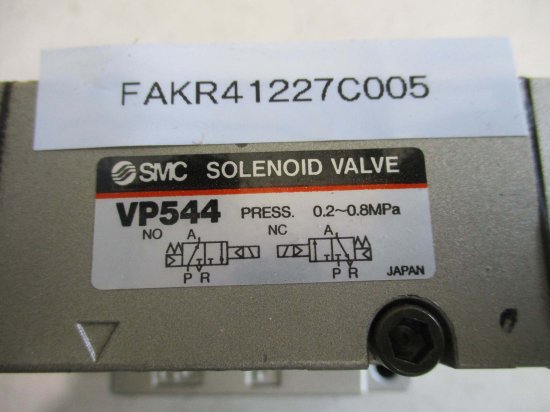 FAKR41227C005
SMC SOLENOID VALVE
VP544 PRESS. 0.2~0.8MPa
NO A NC A
P R P R
JAPAN